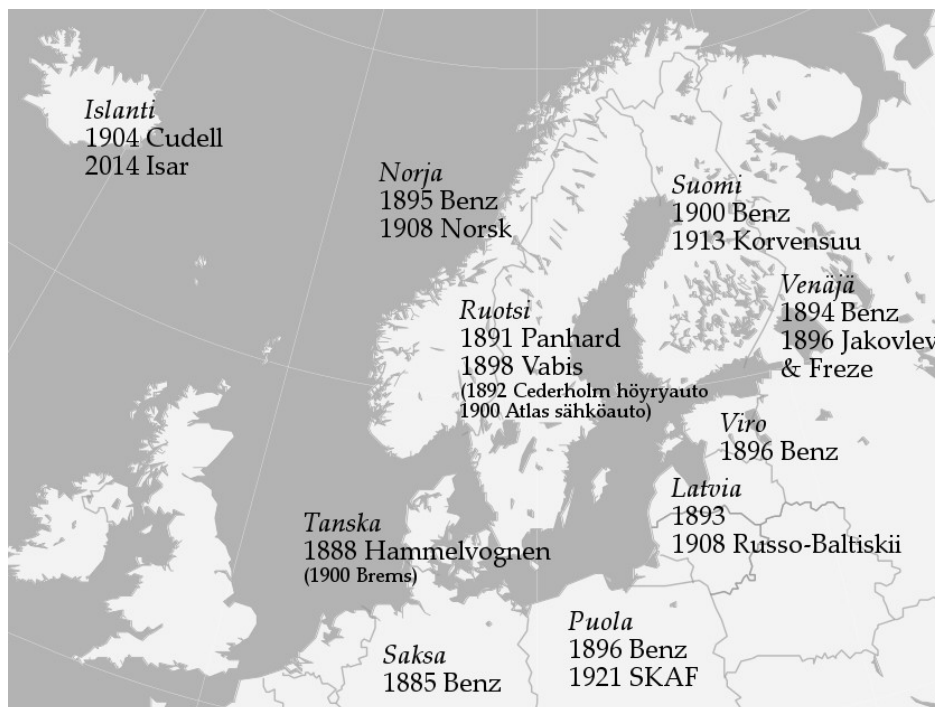 Islanti
1904 Cudell
2014 Isar
Norja
1895 Benz
1908 Norsk
Suomi
1900 Benz
1913 Korvensuu
Venäjä
1894 Benz
1896 Jakovlev
& Freze
Ruotsi
1891 Panhard
1898 Vabis
(1892 Cederholm höyryauto
1900 Atlas sähköauto)
Viro
1896 Benz
Latvia
1893
1908 Russo-Baltiskii
Tanska
1888 Hammelvognen
(1900 Brems)
Puola
1896 Benz
1921 SKAF
Saksa
1885 Benz